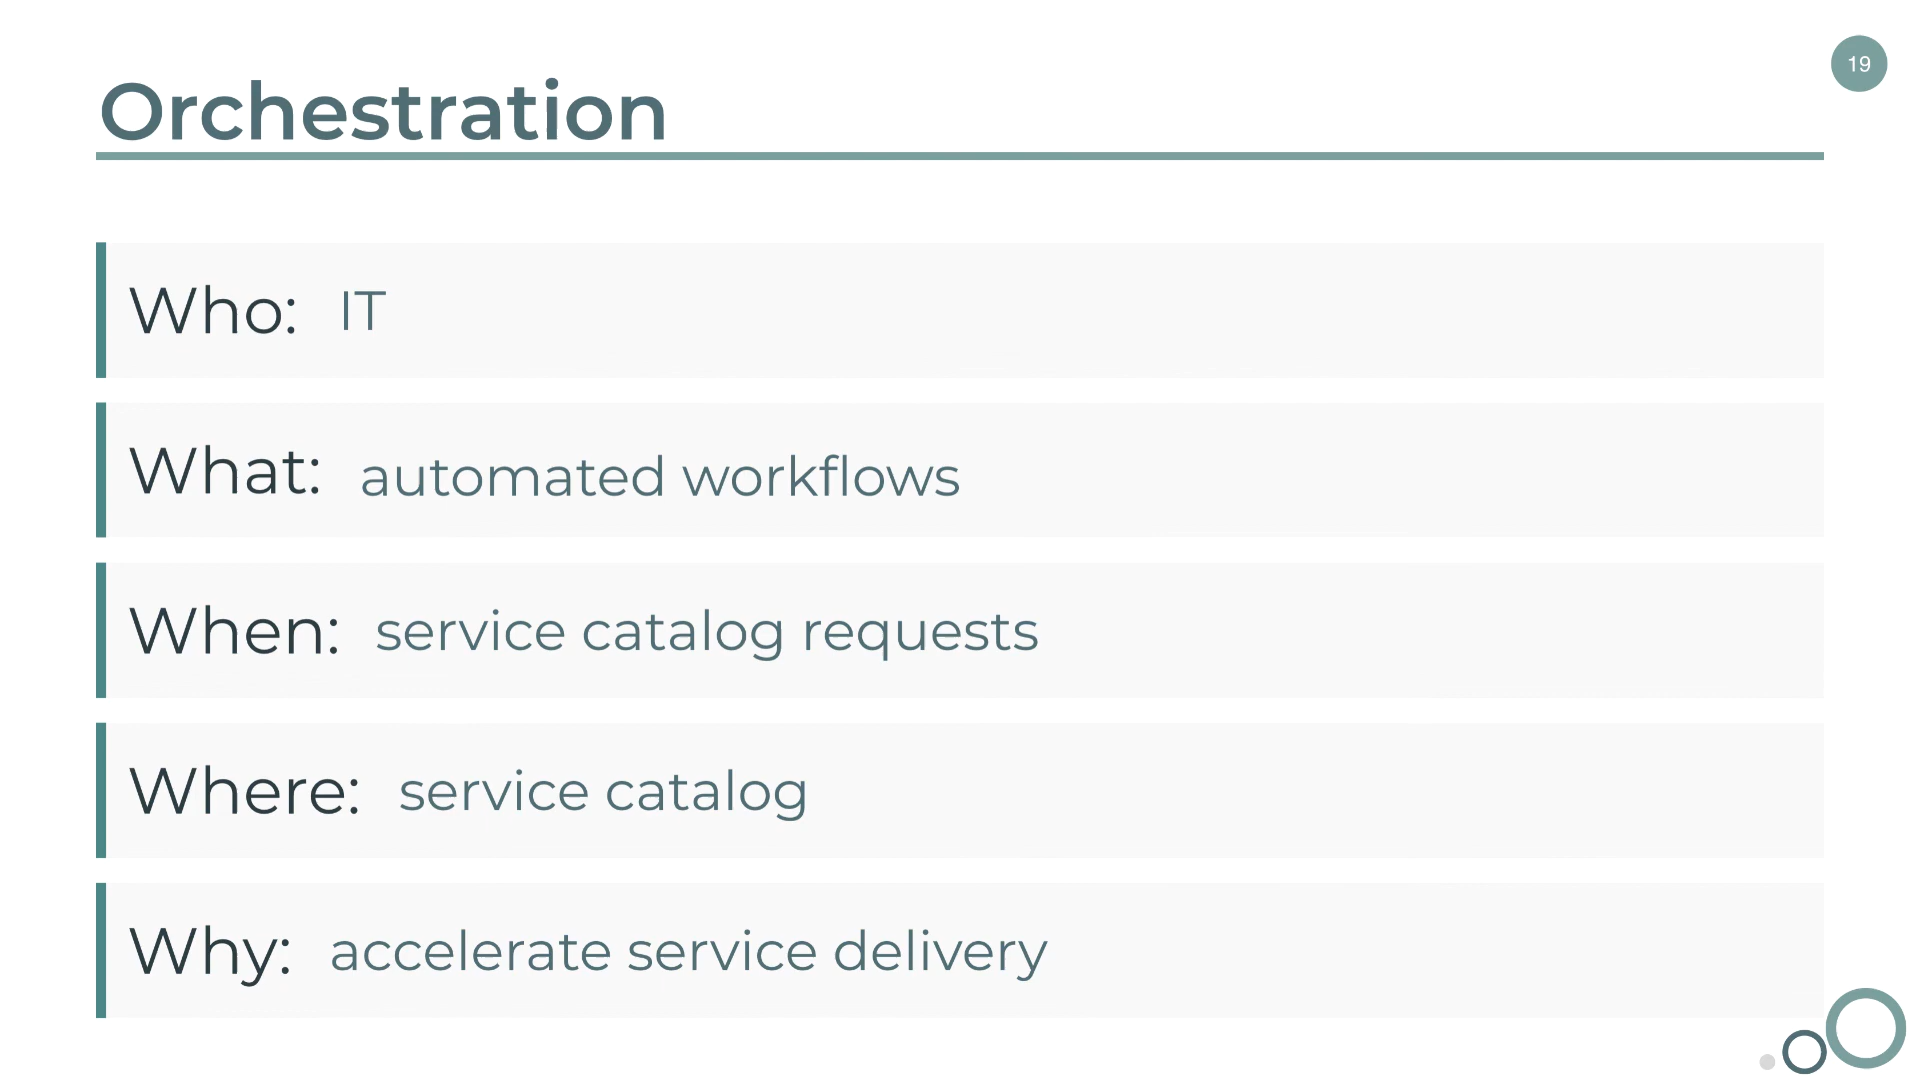 19
Orchestration
Who: IT
What: automated workflows
When: service catalog requests
Where: service catalog
Why: accelerate service delivery